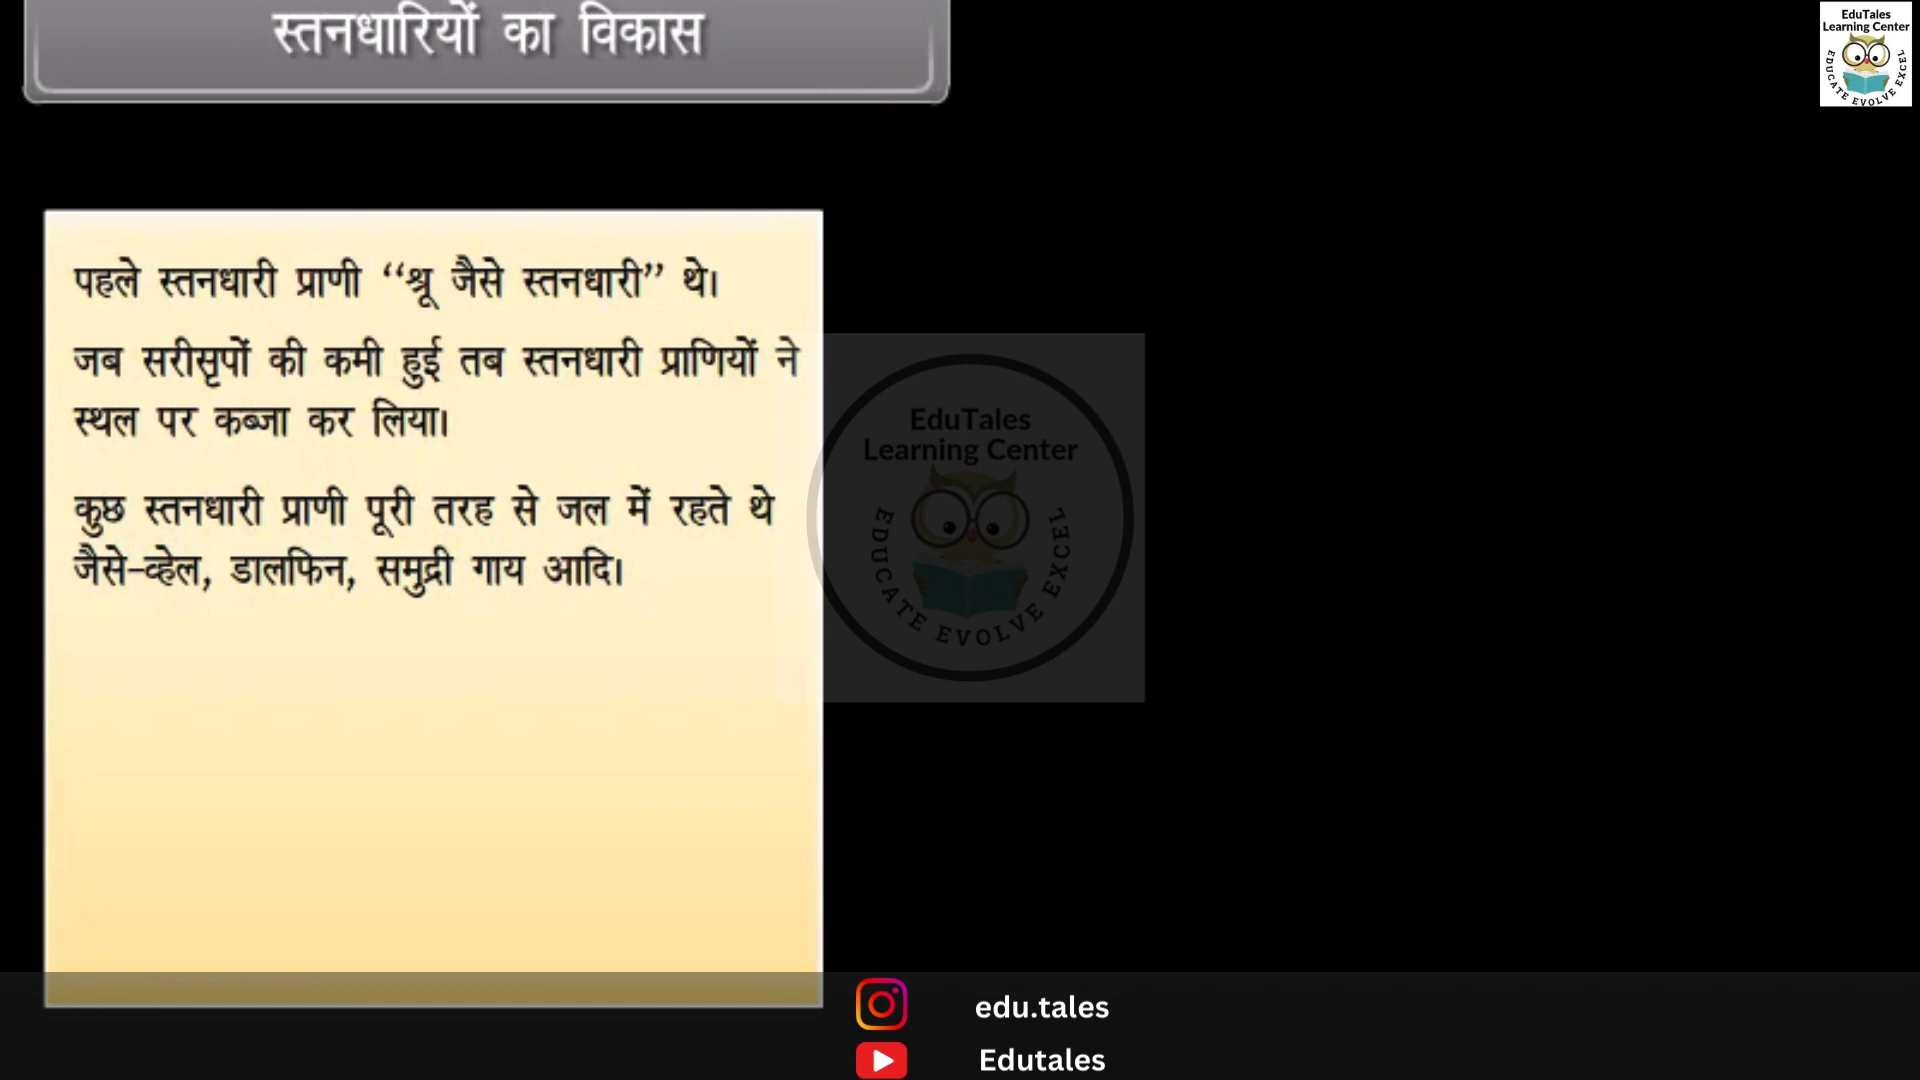 स्तनधारियों का विकास
EduTales
Learning Center
EDUCATE EVOLVE EXCEL
पहले स्तनधारी प्राणी ‘‘श्रू जैसे स्तनधारी’’ थे।
जब सरीसृपों की कमी हुई तब स्तनधारी प्राणियों ने
स्थल पर कब्जा कर लिया।
कुछ स्तनधारी प्राणी पूरी तरह से जल में रहते थे
जैसे-व्हेल, डालफिन, समुद्री गाय आदि।
EduTales
Learning Center
EDUCATE EVOLVE EXCEL
edu.tales
Edutales